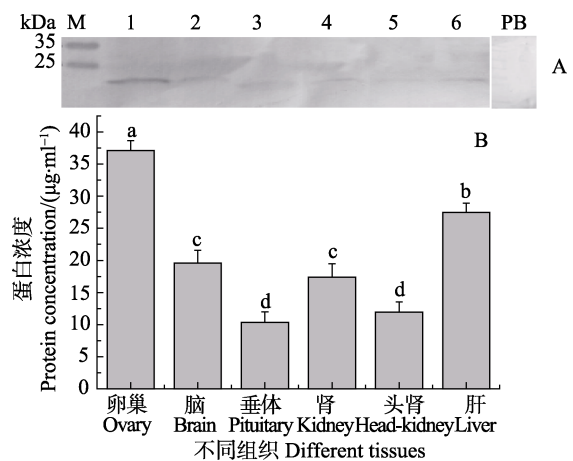 kDa M 1 2 3 4 5 6 PB
35
25
A
B
40
35
30
25
20
15
10
5
0
a
c
d
c
d
b
蛋白浓度
Protein concentration/(μg·ml⁻¹)
卵巢 脑 垂体 肾 头肾 肝
Ovary Brain Pituitary Kidney Head-kidney Liver
不同组织 Different tissues